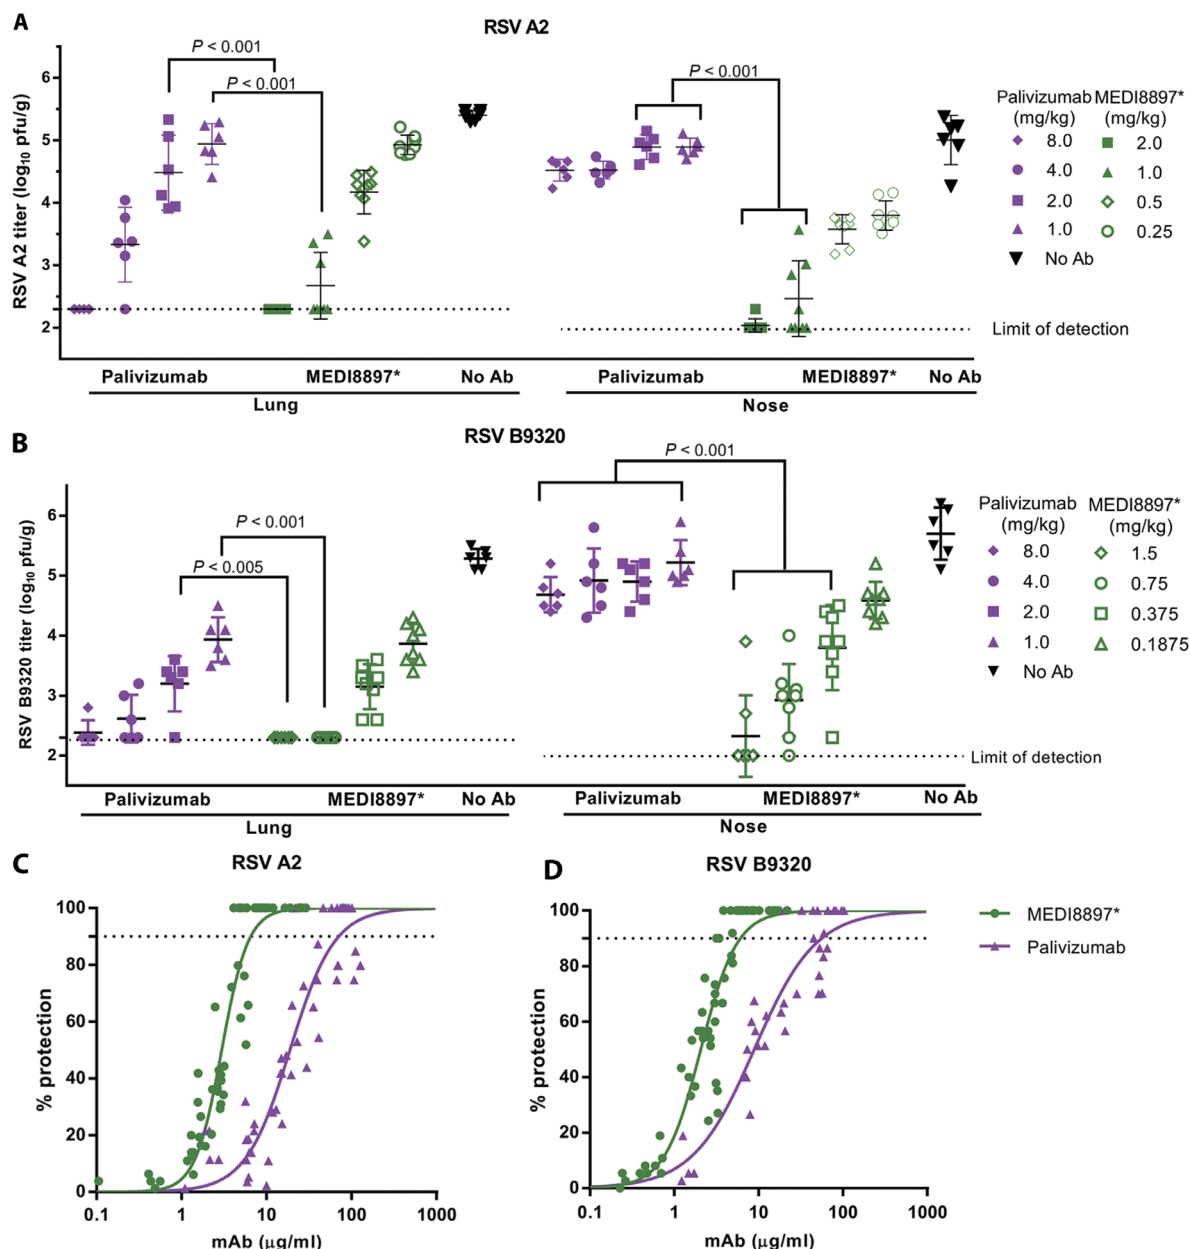 A
RSV A2
RSV A2 titer (log10 pfu/g)
6
5
4
3
2
P < 0.001
P < 0.001
P < 0.001
Palivizumab MEDI8897*
(mg/kg) (mg/kg)
8.0 2.0
4.0 1.0
2.0 0.5
1.0 0.25
No Ab
Limit of detection
Palivizumab MEDI8897* No Ab Palivizumab MEDI8897* No Ab
Lung Nose
B
RSV B9320
RSV B9320 titer (log10 pfu/g)
6
5
4
3
2
P < 0.001
P < 0.001
P < 0.005
Palivizumab MEDI8897*
(mg/kg) (mg/kg)
8.0 1.5
4.0 0.75
2.0 0.375
1.0 0.1875
No Ab
Limit of detection
Palivizumab MEDI8897* No Ab Palivizumab MEDI8897* No Ab
Lung Nose
C
RSV A2
% protection
100
80
60
40
20
0
0.1 1 10 100 1000
mAb (µg/ml)
D
RSV B9320
% protection
100
80
60
40
20
0
0.1 1 10 100 1000
mAb (µg/ml)
MEDI8897*
Palivizumab